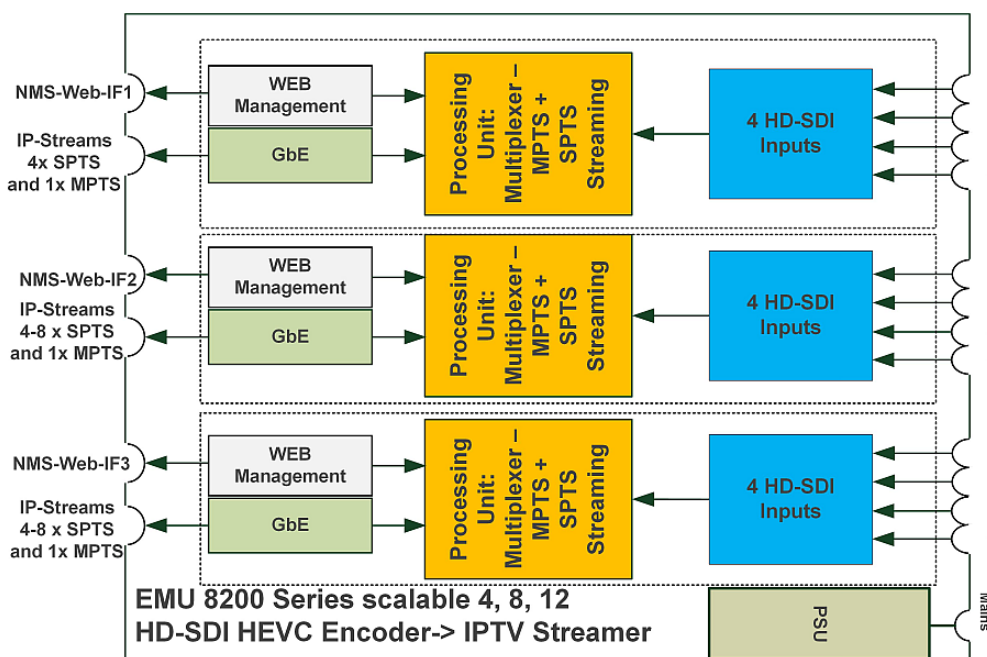 NMS-Web-IF1
IP-Streams
4x SPTS
and 1x MPTS
WEB
Management
GbE
Processing
Unit:
Multiplexer –
MPTS +
SPTS
Streaming
4 HD-SDI
Inputs
NMS-Web-IF2
IP-Streams
4-8 x SPTS
and 1x MPTS
WEB
Management
GbE
Processing
Unit:
Multiplexer –
MPTS +
SPTS
Streaming
4 HD-SDI
Inputs
NMS-Web-IF3
IP-Streams
4-8 x SPTS
and 1x MPTS
WEB
Management
GbE
Processing
Unit:
Multiplexer –
MPTS +
SPTS
Streaming
4 HD-SDI
Inputs
EMU 8200 Series scalable 4, 8, 12
HD-SDI HEVC Encoder-> IPTV Streamer
PSU
Mains